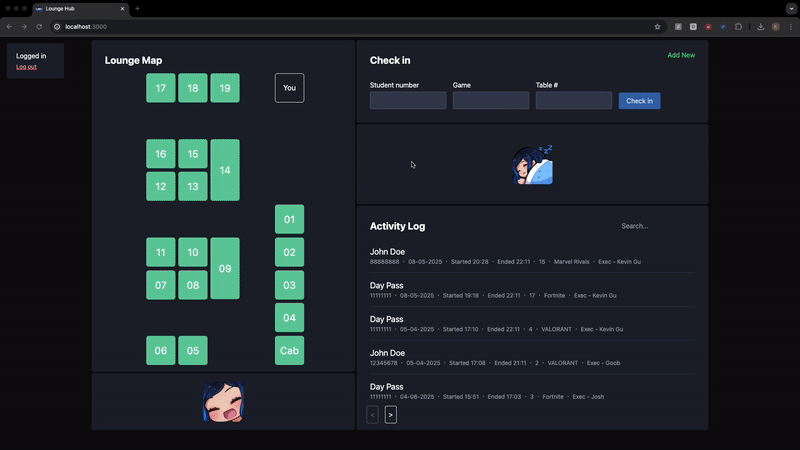 Lounge Hub
localhost:3000
Logged in
Log out
Lounge Map
17 18 19 You
16 15 14
12 13
01
11 10 09 02
07 08 03
04
06 05 Cab
Check in
Add New
Student number Game Table #
Check in
Activity Log
Search...
John Doe
88888888 · 08-05-2025 · Started 20:28 · Ended 22:11 · 15 · Marvel Rivals · Exec - Kevin Gu
Day Pass
11111111 · 08-05-2025 · Started 19:18 · Ended 22:11 · 17 · Fortnite · Exec - Kevin Gu
Day Pass
11111111 · 05-04-2025 · Started 17:10 · Ended 22:11 · 4 · VALORANT · Exec - Kevin Gu
John Doe
12345678 · 05-04-2025 · Started 17:08 · Ended 21:11 · 2 · VALORANT · Exec - Goob
Day Pass
11111111 · 04-06-2025 · Started 15:51 · Ended 17:03 · 3 · Fortnite · Exec - Josh
< >